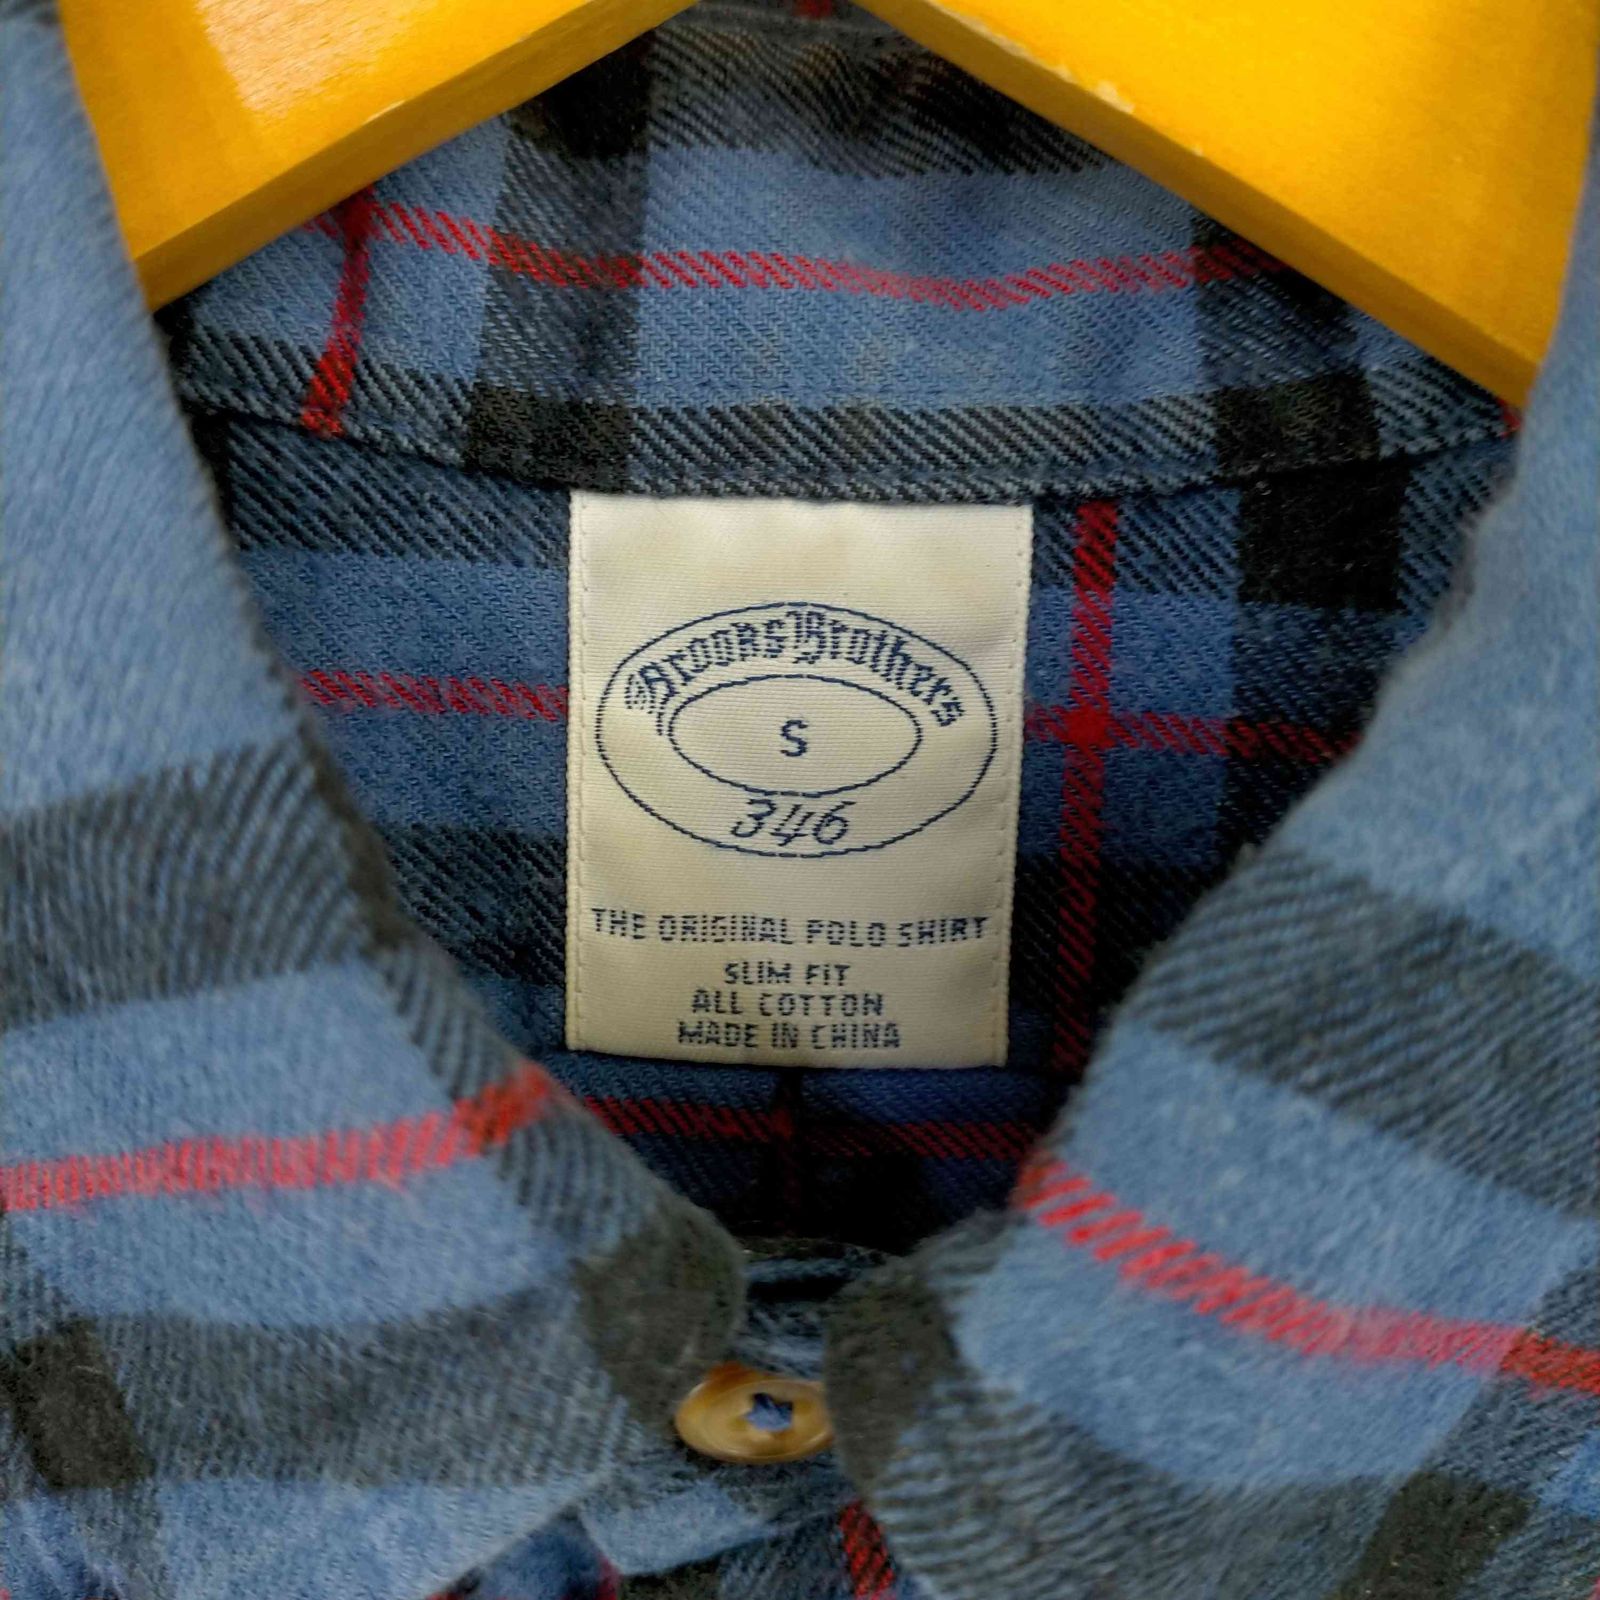 Brooks Brothers
S
346
THE ORIGINAL POLO SHIRT
SLIM FIT
ALL COTTON
MADE IN CHINA